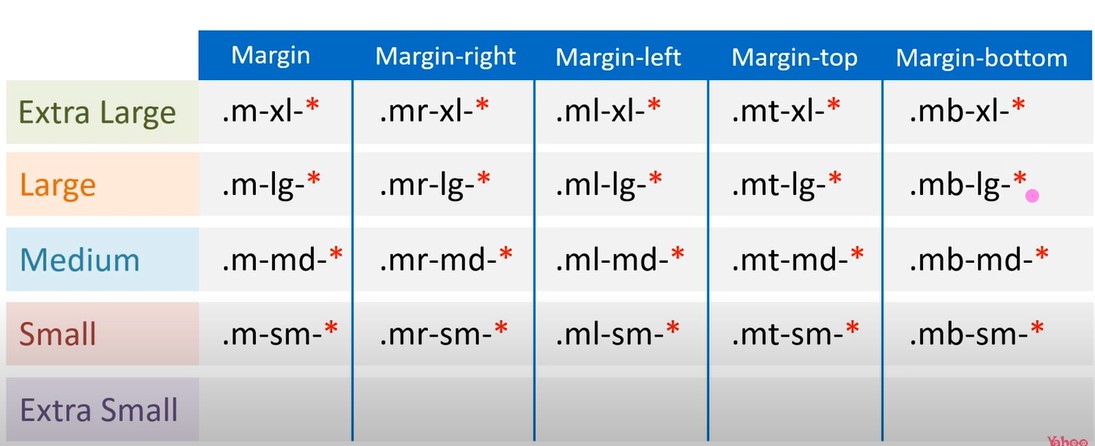 Margin Margin-right Margin-left Margin-top Margin-bottom
Extra Large .m-xl-* .mr-xl-* .ml-xl-* .mt-xl-* .mb-xl-*
Large .m-lg-* .mr-lg-* .ml-lg-* .mt-lg-* .mb-lg-*
Medium .m-md-* .mr-md-* .ml-md-* .mt-md-* .mb-md-*
Small .m-sm-* .mr-sm-* .ml-sm-* .mt-sm-* .mb-sm-*
Extra Small
Yahoo